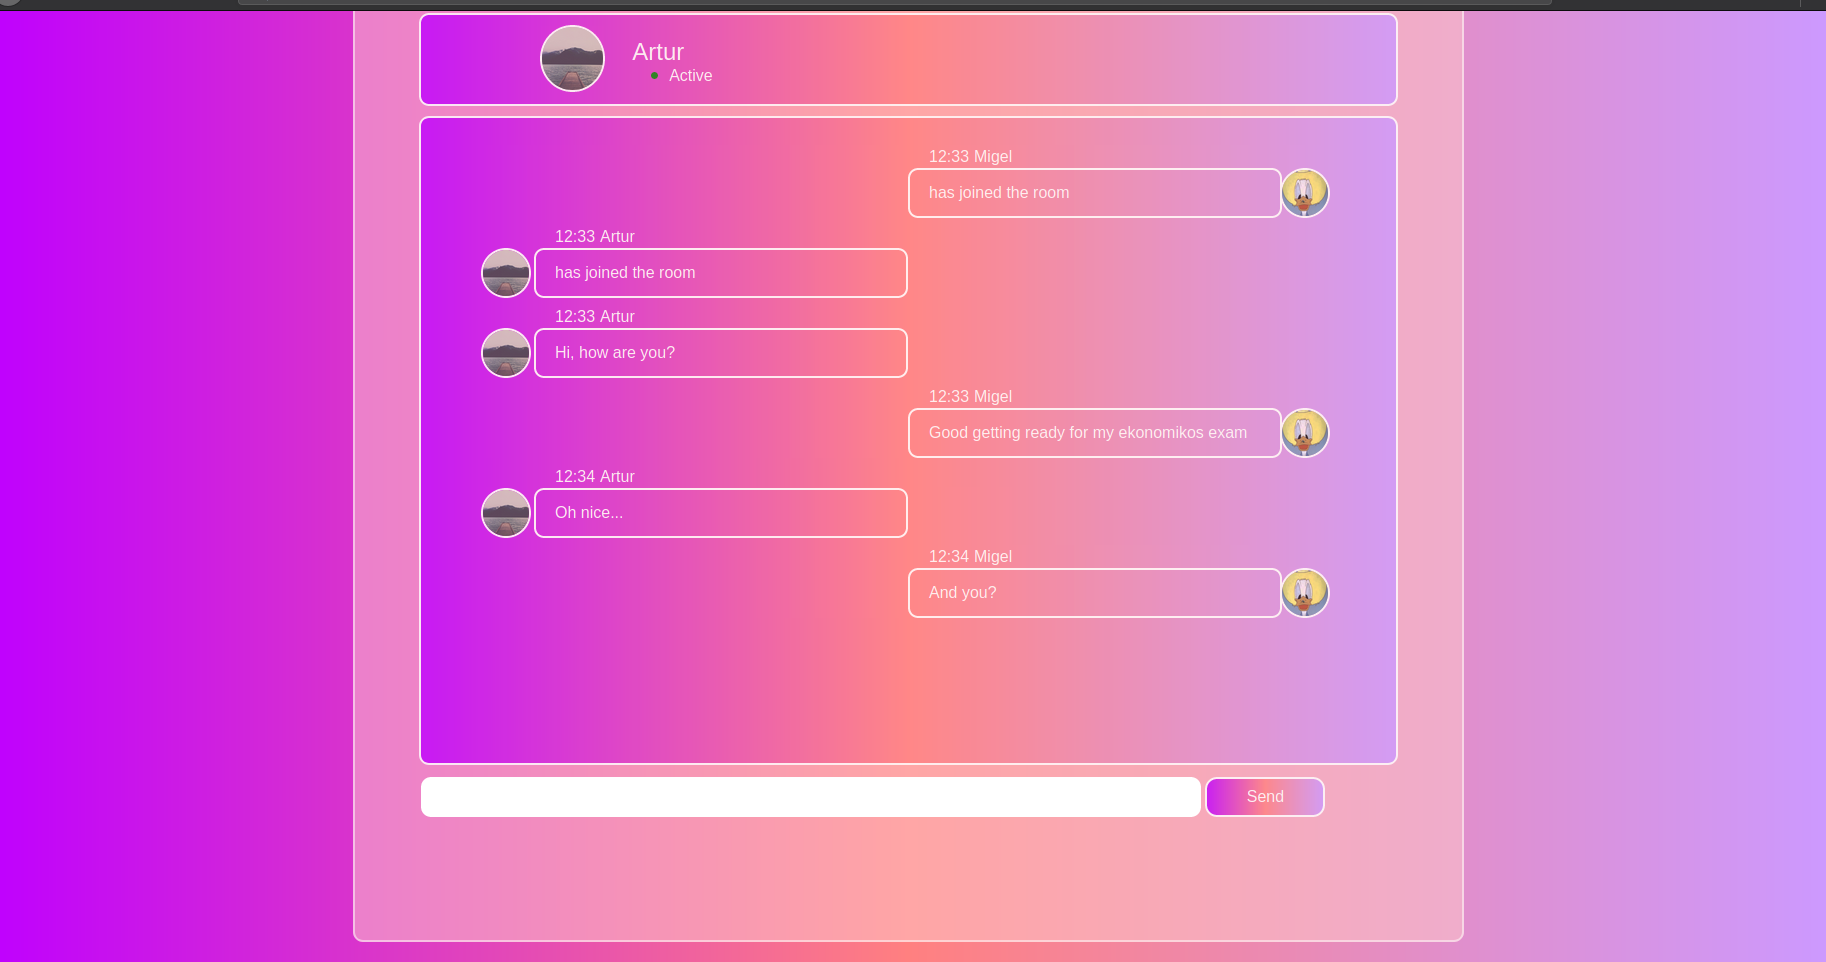 Artur
Active
12:33 Migel
has joined the room
12:33 Artur
has joined the room
12:33 Artur
Hi, how are you?
12:33 Migel
Good getting ready for my ekonomikos exam
12:34 Artur
Oh nice...
12:34 Migel
And you?
Send